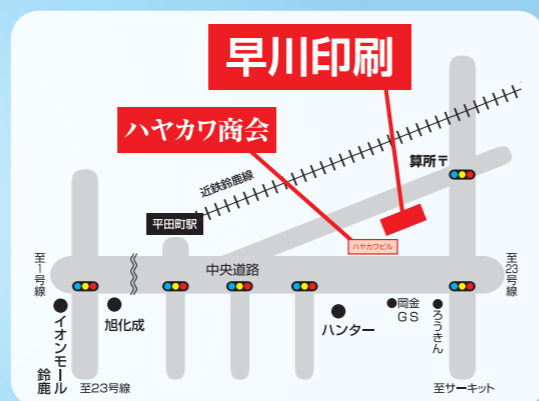 早川印刷
ハヤカワ商会
近鉄鈴鹿線
算所〒
平田町駅
ハヤカワビル
中央道路
至1号線
至23号線
イオンモール
鈴鹿
旭化成
ハンター
岡金
GS
ろうきん
至23号線
至サーキット